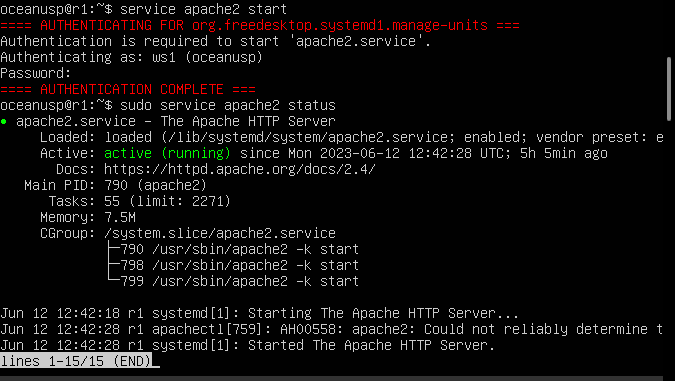 oceanusp@r1:~$ service apache2 start
==== AUTHENTICATING FOR org.freedesktop.systemd1.manage-units ===
Authentication is required to start 'apache2.service'.
Authenticating as: ws1 (oceanusp)
Password:
==== AUTHENTICATION COMPLETE ===
oceanusp@r1:~$ sudo service apache2 status
● apache2.service - The Apache HTTP Server
Loaded: loaded (/lib/systemd/system/apache2.service; enabled; vendor preset: e
Active: active (running) since Mon 2023-06-12 12:42:28 UTC; 5h 5min ago
Docs: https://httpd.apache.org/docs/2.4/
Main PID: 790 (apache2)
Tasks: 55 (limit: 2271)
Memory: 7.5M
CGroup: /system.slice/apache2.service
├─790 /usr/sbin/apache2 -k start
├─798 /usr/sbin/apache2 -k start
└─799 /usr/sbin/apache2 -k start
Jun 12 12:42:18 r1 systemd[1]: Starting The Apache HTTP Server...
Jun 12 12:42:28 r1 apachectl[759]: AH00558: apache2: Could not reliably determine t
Jun 12 12:42:28 r1 systemd[1]: Started The Apache HTTP Server.
lines 1-15/15 (END)